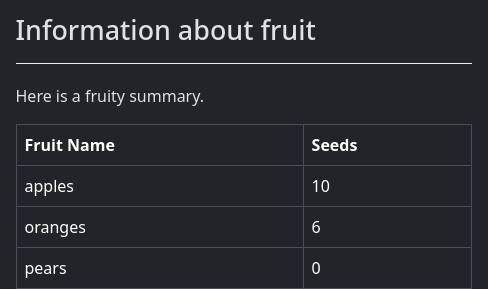 Information about fruit
Here is a fruity summary.
Fruit Name Seeds
apples 10
oranges 6
pears 0